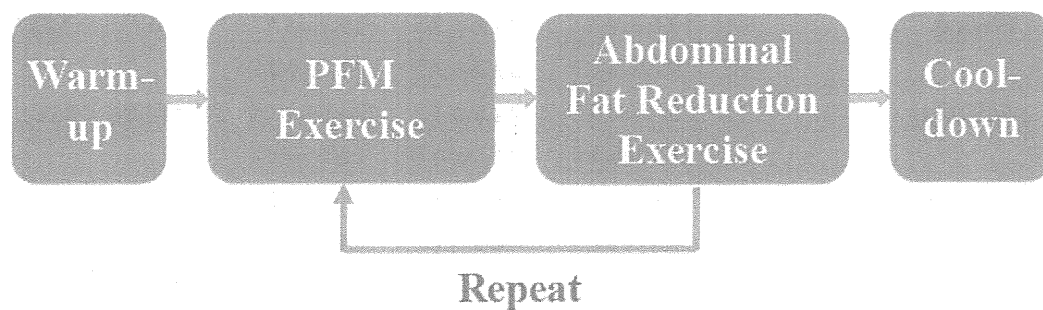 Warm-
up
PFM
Exercise
Abdominal
Fat Reduction
Exercise
Cool-
down
Repeat